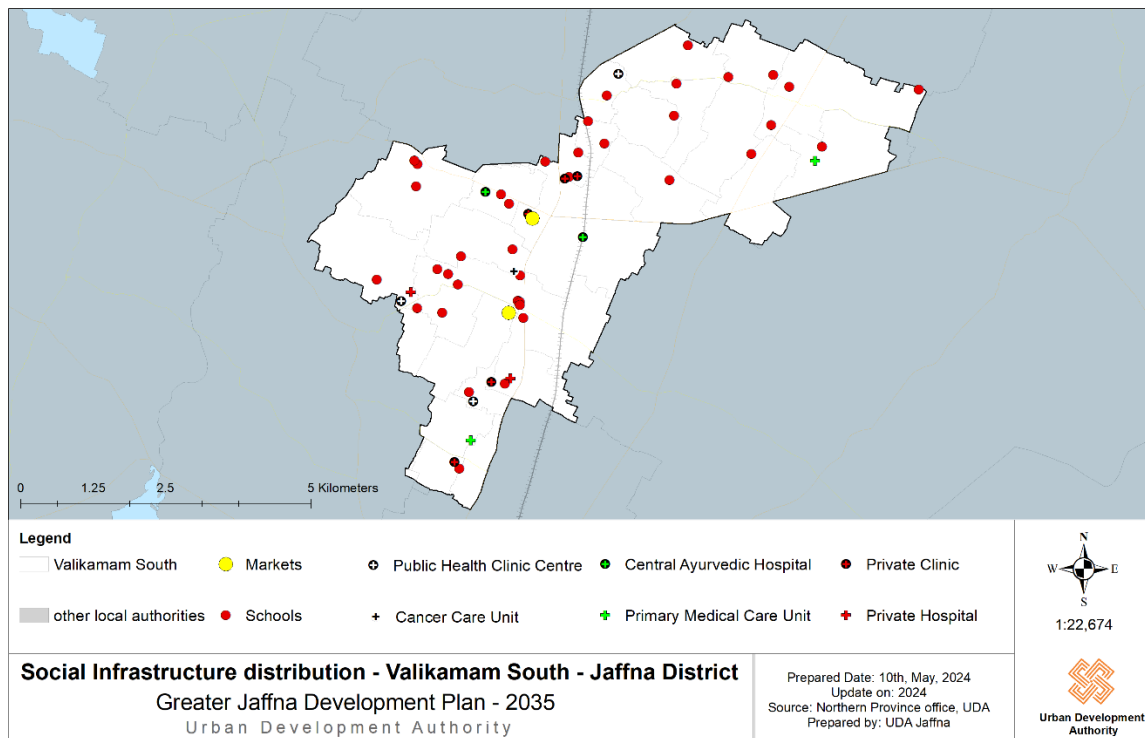 0 1.25 2.5 5 Kilometers
Legend
Valikamam South Markets Public Health Clinic Centre Central Ayurvedic Hospital Private Clinic
other local authorities Schools Cancer Care Unit Primary Medical Care Unit Private Hospital
N
W E
S
1:22,674
Social Infrastructure distribution - Valikamam South - Jaffna District
Greater Jaffna Development Plan - 2035
Urban Development Authority
Prepared Date: 10th, May, 2024
Update on: 2024
Source: Northern Province office, UDA
Prepared by: UDA Jaffna
Urban Development
Authority